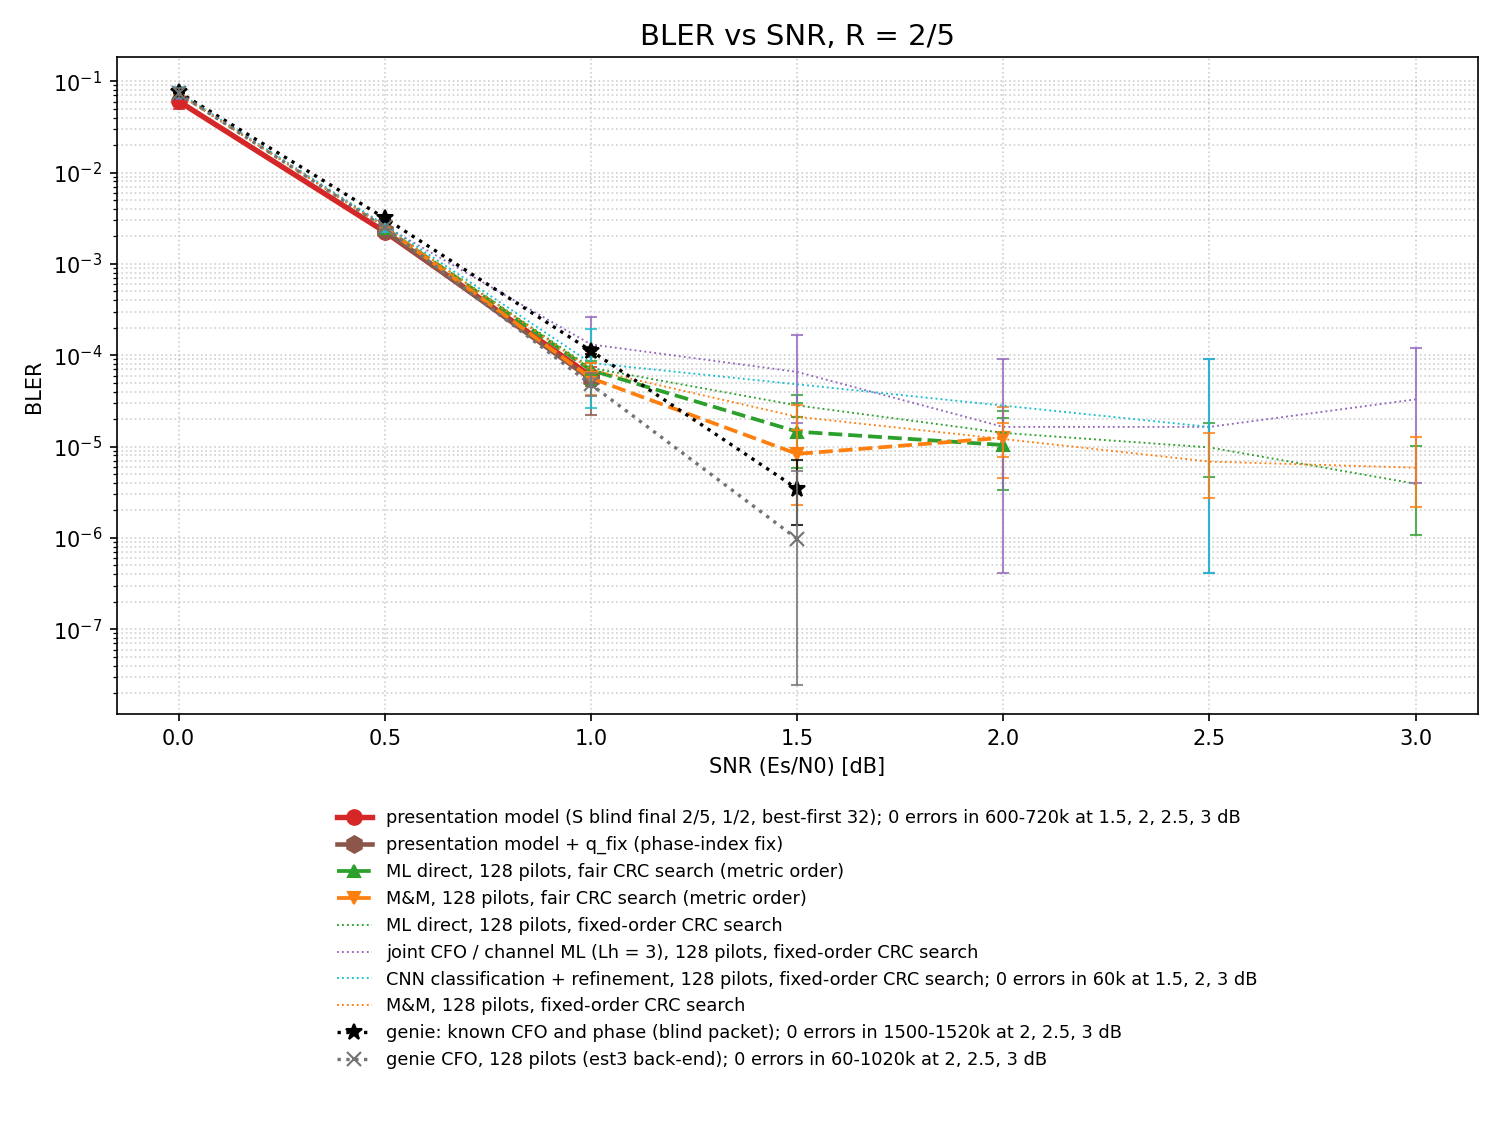 BLER vs SNR, R = 2/5
BLER
10⁻¹
10⁻²
10⁻³
10⁻⁴
10⁻⁵
10⁻⁶
10⁻⁷
0.0 0.5 1.0 1.5 2.0 2.5 3.0
SNR (Es/N0) [dB]
presentation model (S blind final 2/5, 1/2, best-first 32); 0 errors in 600-720k at 1.5, 2, 2.5, 3 dB
presentation model + q_fix (phase-index fix)
ML direct, 128 pilots, fair CRC search (metric order)
M&M, 128 pilots, fair CRC search (metric order)
ML direct, 128 pilots, fixed-order CRC search
joint CFO / channel ML (Lh = 3), 128 pilots, fixed-order CRC search
CNN classification + refinement, 128 pilots, fixed-order CRC search; 0 errors in 60k at 1.5, 2, 3 dB
M&M, 128 pilots, fixed-order CRC search
genie: known CFO and phase (blind packet); 0 errors in 1500-1520k at 2, 2.5, 3 dB
genie CFO, 128 pilots (est3 back-end); 0 errors in 60-1020k at 2, 2.5, 3 dB